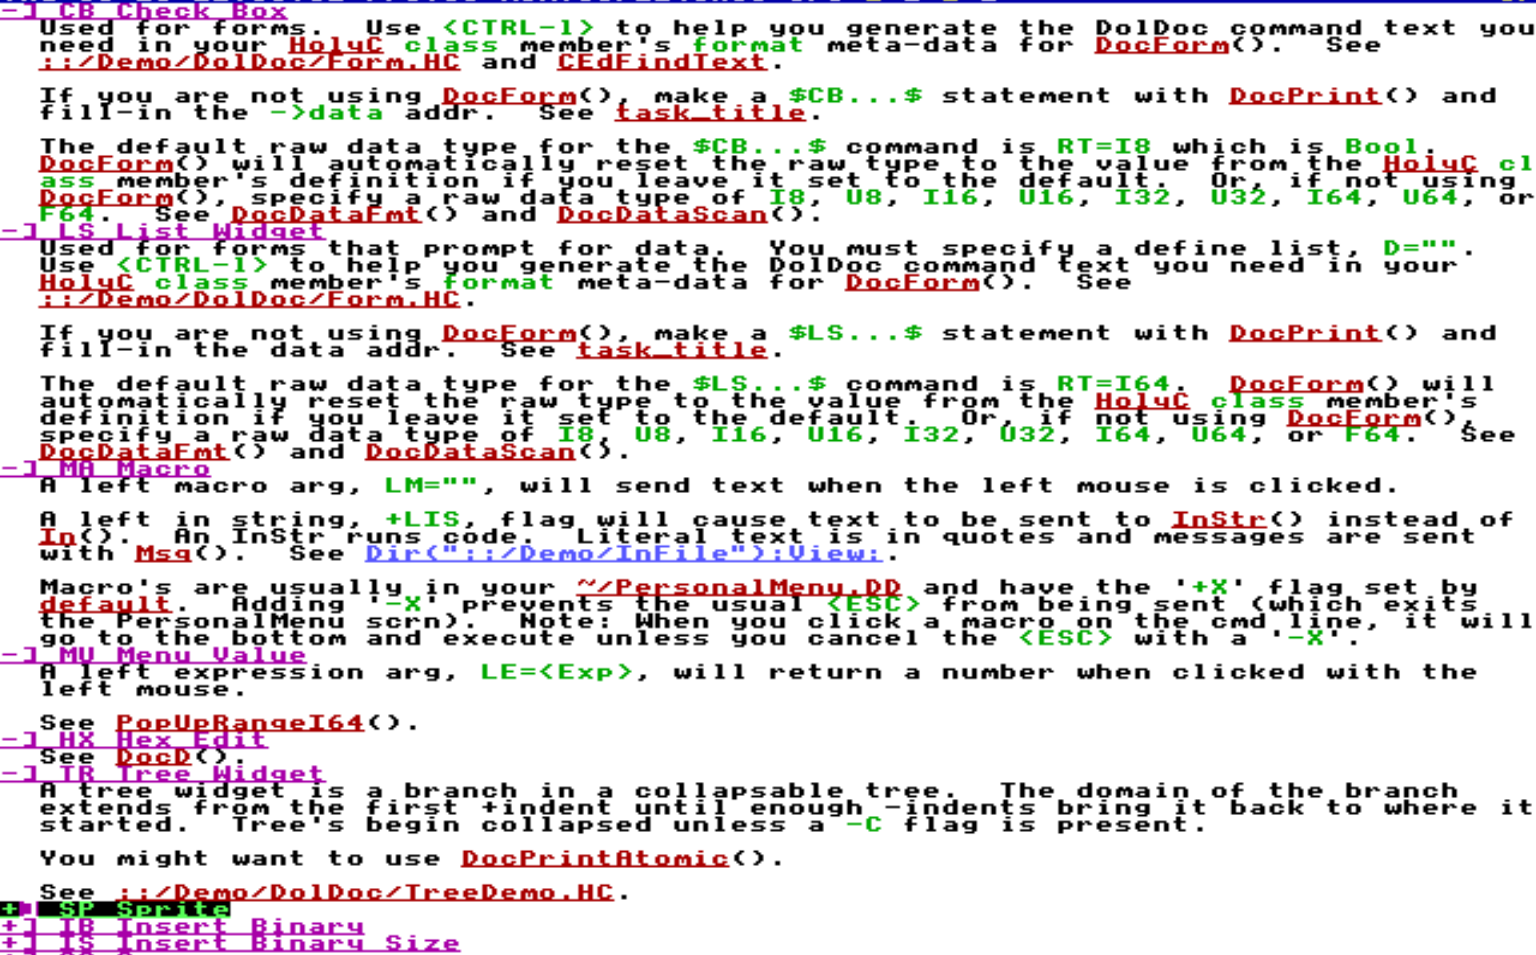 -] CB Check Box
Used for forms.  Use <CTRL-l> to help you generate the DolDoc command text you
need in your HolyC class member's format meta-data for DocForm().  See
::/Demo/DolDoc/Form.HC and CEdFindText.
If you are not using DocForm(), make a $CB...$ statement with DocPrint() and
fill-in the ->data addr.  See task_title.
The default raw data type for the $CB...$ command is RT=I8 which is Bool.
DocForm() will automatically reset the raw type to the value from the HolyC cl
ass member's definition if you leave it set to the default.  Or, if not using
DocForm(), specify a raw data type of I8, U8, I16, U16, I32, U32, I64, U64, or
F64.  See DocDataFmt() and DocDataScan().
-] LS List Widget
Used for forms that prompt for data.  You must specify a define list, D="".
Use <CTRL-l> to help you generate the DolDoc command text you need in your
HolyC class member's format meta-data for DocForm().  See
::/Demo/DolDoc/Form.HC.
If you are not using DocForm(), make a $LS...$ statement with DocPrint() and
fill-in the data addr.  See task_title.
The default raw data type for the $LS...$ command is RT=I64.  DocForm() will
automatically reset the raw type to the value from the HolyC class member's
definition if you leave it set to the default.  Or, if not using DocForm(),
specify a raw data type of I8, U8, I16, U16, I32, U32, I64, U64, or F64.  See
DocDataFmt() and DocDataScan().
-] MA Macro
A left macro arg, LM="", will send text when the left mouse is clicked.
A left in string, +LIS, flag will cause text to be sent to InStr() instead of
In().  An InStr runs code.  Literal text is in quotes and messages are sent
with Msg().  See Dir("::/Demo/InFile");View;.
Macro's are usually in your ~/PersonalMenu.DD and have the '+X' flag set by
default.  Adding '-X' prevents the usual <ESC> from being sent (which exits
the PersonalMenu scrn).  Note: When you click a macro on the cmd line, it will
go to the bottom and execute unless you cancel the <ESC> with a '-X'.
-] MU Menu Value
A left expression arg, LE=<Exp>, will return a number when clicked with the
left mouse.
See PopUpRangeI64().
-] HX Hex Edit
See DocD().
-] TR Tree Widget
A tree widget is a branch in a collapsable tree.  The domain of the branch
extends from the first +indent until enough -indents bring it back to where it
started.  Tree's begin collapsed unless a -C flag is present.
You might want to use DocPrintAtomic().
See ::/Demo/DolDoc/TreeDemo.HC.
+] SP Sprite
+] IB Insert Binary
+] IS Insert Binary Size